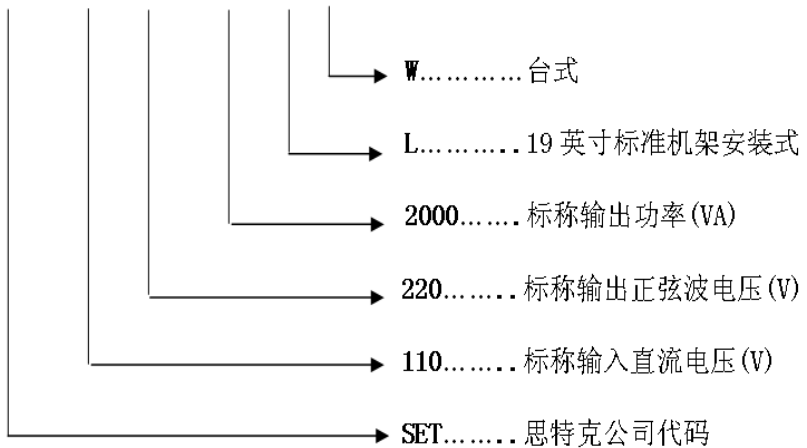 W…………台式
L………..19英寸标准机架安装式
2000…….标称输出功率(VA)
220……..标称输出正弦波电压(V)
110……..标称输入直流电压(V)
SET……..思特克公司代码